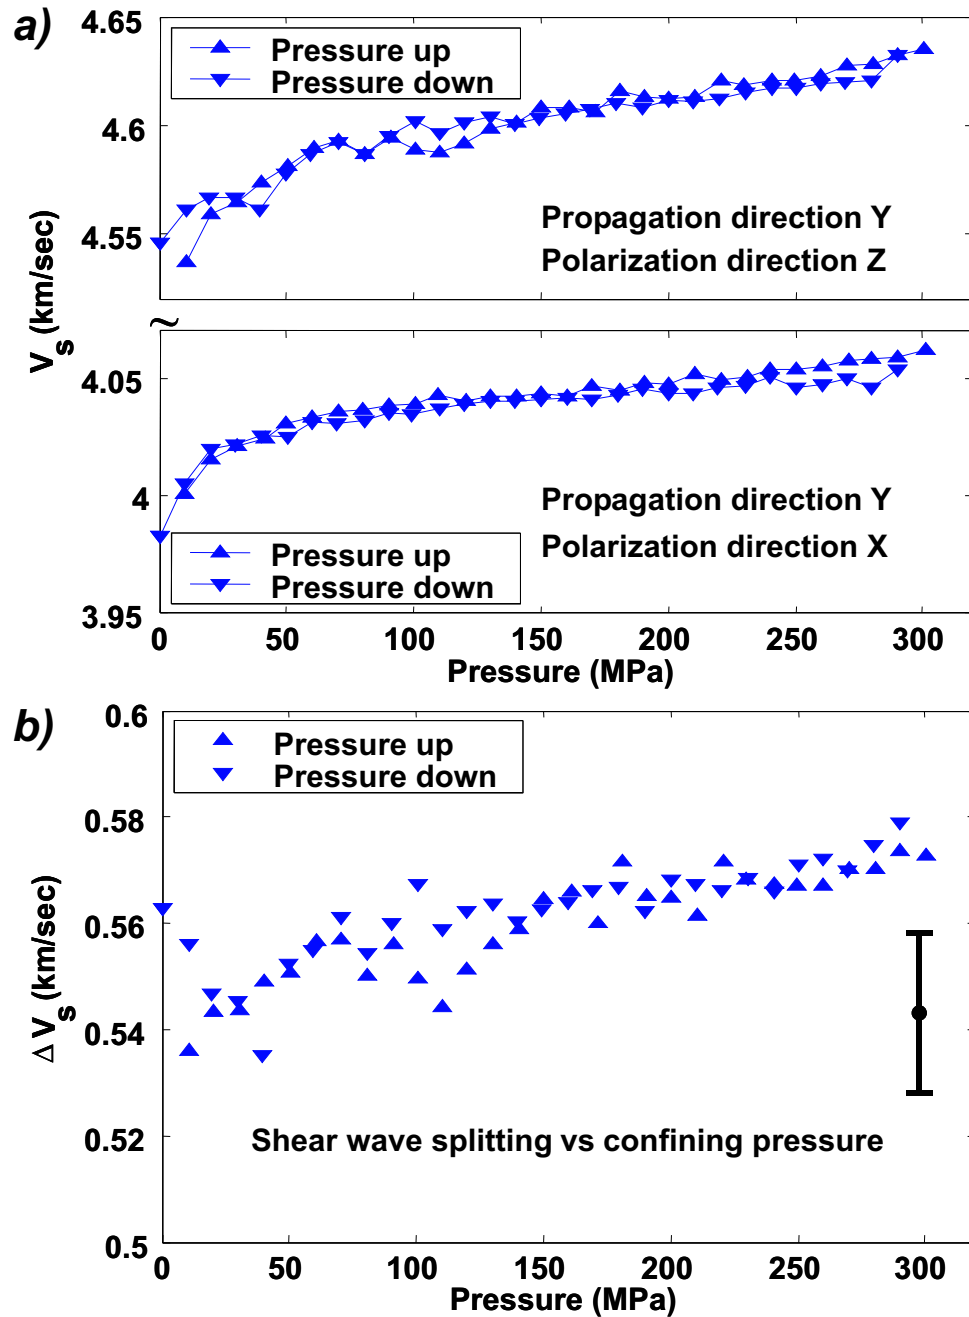 a)
4.65
Pressure up
Pressure down
4.6
4.55
Propagation direction Y
Polarization direction Z
Vs (km/sec)
~
4.05
4
Propagation direction Y
Polarization direction X
Pressure up
Pressure down
3.95
0 50 100 150 200 250 300
Pressure (MPa)
b)
0.6
Pressure up
Pressure down
0.58
0.56
Δ Vs (km/sec)
0.54
0.52
Shear wave splitting vs confining pressure
0.5
0 50 100 150 200 250 300
Pressure (MPa)